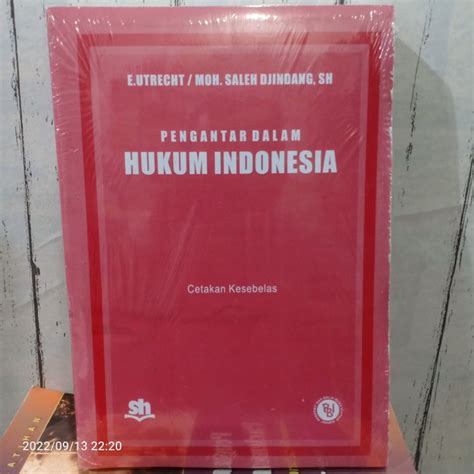 E.UTRECHT / MOH. SALEH DJINDANG, SH
PENGANTAR DALAM
HUKUM INDONESIA
Cetakan Kesebelas
sh
2022/09/13 22:20